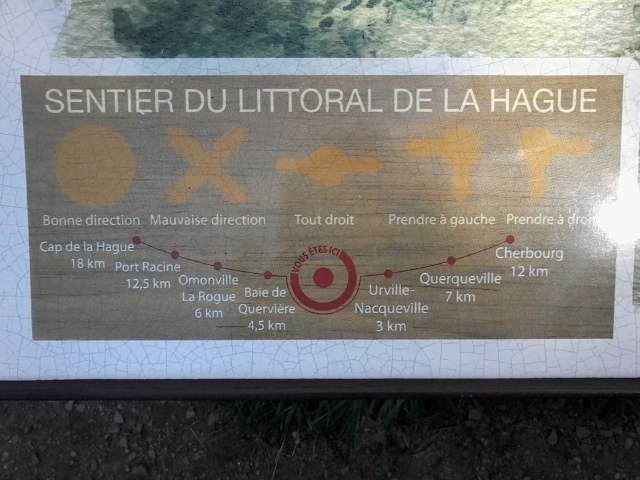 SENTIER DU LITTORAL DE LA HAGUE
Bonne direction
Mauvaise direction
Tout droit
Prendre à gauche
Prendre à droite
Cap de la Hague
18 km
Port Racine
12,5 km
Omonville
La Rogue
6 km
Baie de
Quervière
4,5 km
VOUS ÊTES ICI
Urville-
Nacqueville
3 km
Querqueville
7 km
Cherbourg
12 km